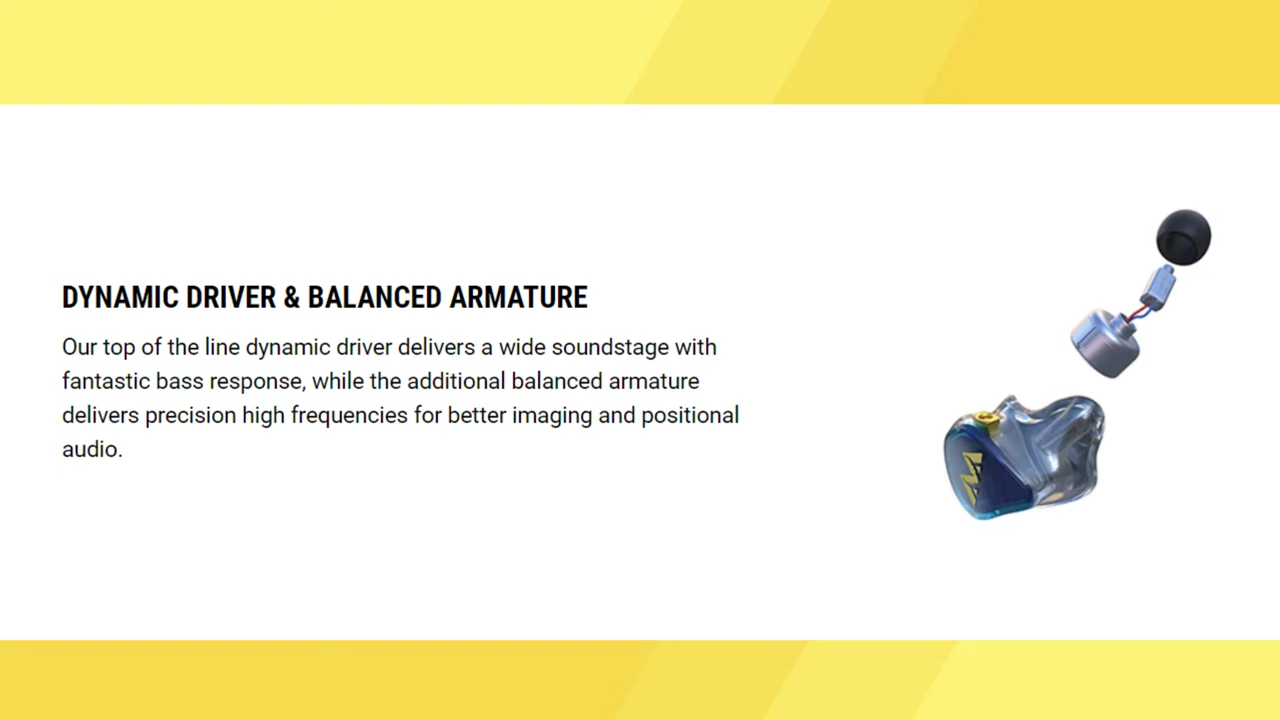 DYNAMIC DRIVER & BALANCED ARMATURE
Our top of the line dynamic driver delivers a wide soundstage with
fantastic bass response, while the additional balanced armature
delivers precision high frequencies for better imaging and positional
audio.